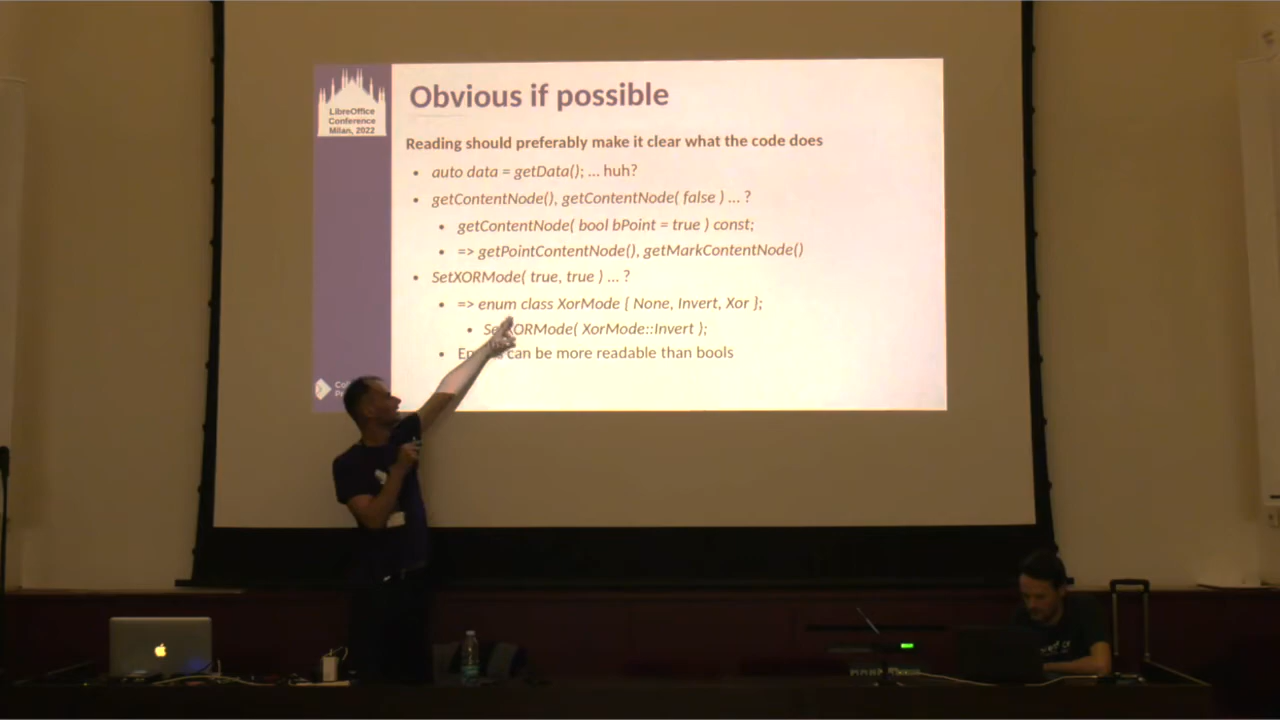 LibreOffice
Conference
Milan, 2022
Obvious if possible
Reading should preferably make it clear what the code does
• auto data = getData(); ... huh?
• getContentNode(), getContentNode( false ) ... ?
• getContentNode( bool bPoint = true ) const;
• => getPointContentNode(), getMarkContentNode()
• SetXORMode( true, true ) ... ?
• => enum class XorMode { None, Invert, Xor };
• SetXORMode( XorMode::Invert );
• can be more readable than bools